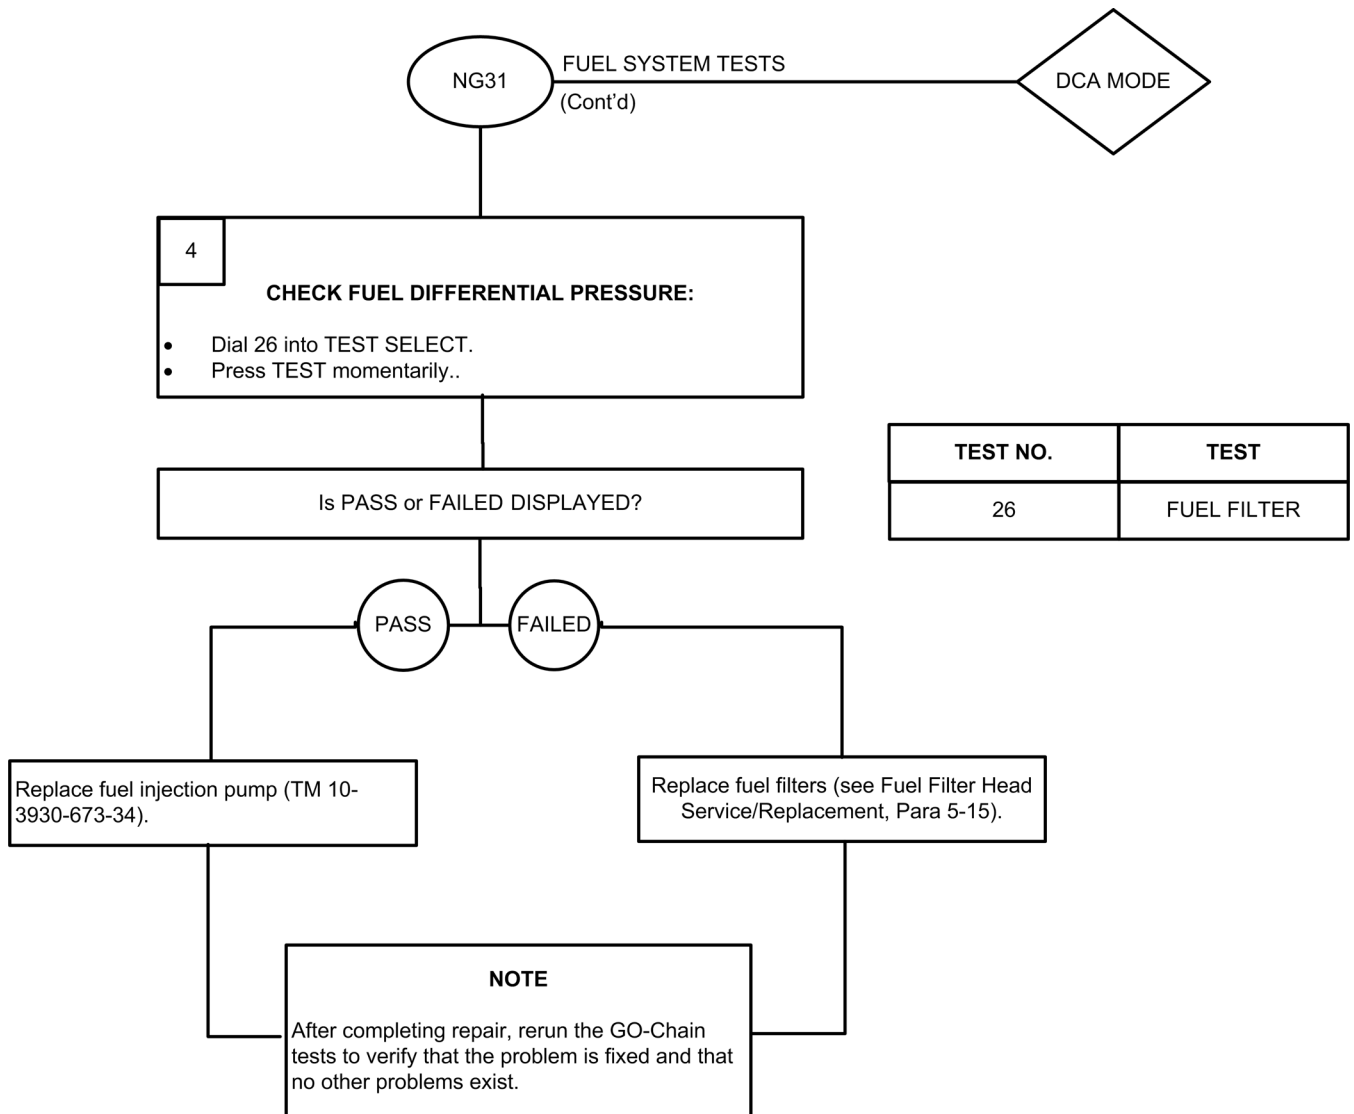 NG31
FUEL SYSTEM TESTS
(Cont'd)
DCA MODE
4
CHECK FUEL DIFFERENTIAL PRESSURE:
• Dial 26 into TEST SELECT.
• Press TEST momentarily..
Is PASS or FAILED DISPLAYED?
TEST NO. TEST
26 FUEL FILTER
PASS
FAILED
Replace fuel injection pump (TM 10-
3930-673-34).
Replace fuel filters (see Fuel Filter Head
Service/Replacement, Para 5-15).
NOTE
After completing repair, rerun the GO-Chain
tests to verify that the problem is fixed and that
no other problems exist.